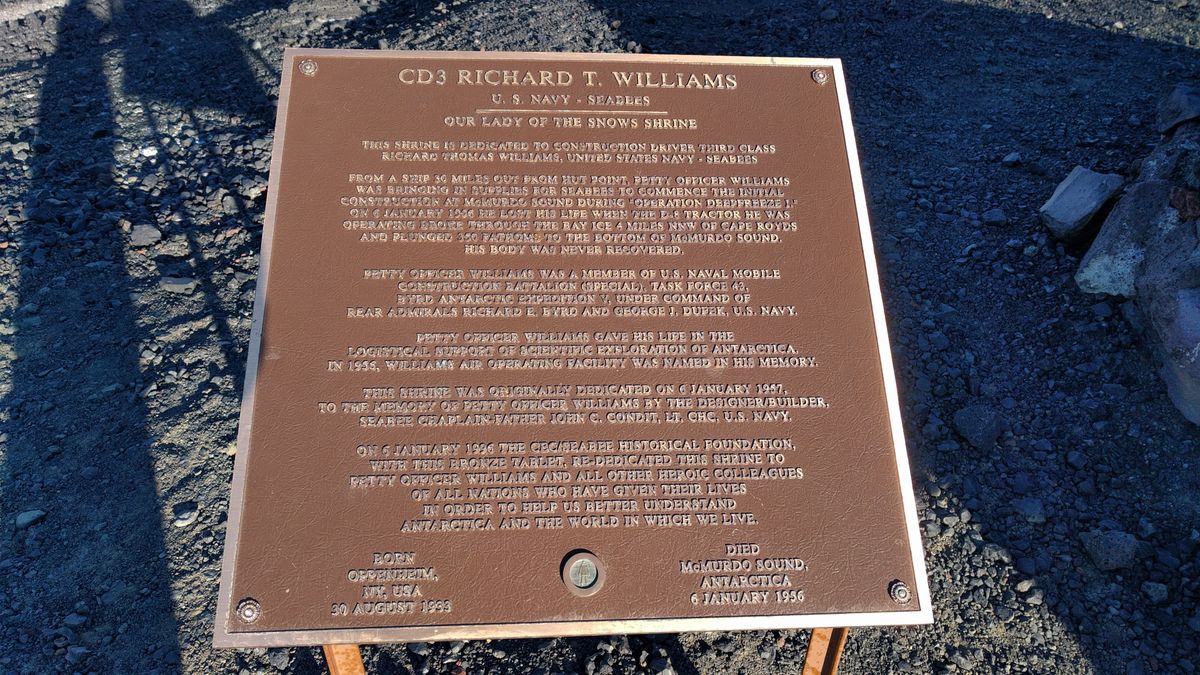 CD3 RICHARD T. WILLIAMS
U. S. NAVY - SEABEES
OUR LADY OF THE SNOWS SHRINE
THIS SHRINE IS DEDICATED TO CONSTRUCTION DRIVER THIRD CLASS
RICHARD THOMAS WILLIAMS, UNITED STATES NAVY - SEABEES
FROM A SHIP 30 MILES OUT FROM HUT POINT, PETTY OFFICER WILLIAMS
WAS BRINGING IN SUPPLIES FOR SEABEES TO COMMENCE THE INITIAL
CONSTRUCTION AT McMURDO SOUND DURING "OPERATION DEEPFREEZE I."
ON 6 JANUARY 1956 HE LOST HIS LIFE WHEN THE D-8 TRACTOR HE WAS
OPERATING BROKE THROUGH THE BAY ICE 4 MILES NNW OF CAPE ROYDS
AND PLUNGED 350 FATHOMS TO THE BOTTOM OF McMURDO SOUND.
HIS BODY WAS NEVER RECOVERED.
PETTY OFFICER WILLIAMS WAS A MEMBER OF U.S. NAVAL MOBILE
CONSTRUCTION BATTALION (SPECIAL), TASK FORCE 43,
BYRD ANTARCTIC EXPEDITION V, UNDER COMMAND OF
REAR ADMIRALS RICHARD E. BYRD AND GEORGE J. DUFEK, U.S. NAVY.
PETTY OFFICER WILLIAMS GAVE HIS LIFE IN THE
LOGISTICAL SUPPORT OF SCIENTIFIC EXPLORATION OF ANTARCTICA.
IN 1956, WILLIAMS AIR OPERATING FACILITY WAS NAMED IN HIS MEMORY.
THIS SHRINE WAS ORIGINALLY DEDICATED ON 6 JANUARY 1957,
TO THE MEMORY OF PETTY OFFICER WILLIAMS BY THE DESIGNER/BUILDER,
SEABEE CHAPLAIN-FATHER JOHN C. CONDIT, LT. CHC, U.S. NAVY.
ON 6 JANUARY 1996 THE CEC/SEABEE HISTORICAL FOUNDATION,
WITH THIS BRONZE TABLET, RE-DEDICATED THIS SHRINE TO
PETTY OFFICER WILLIAMS AND ALL OTHER HEROIC COLLEAGUES
OF ALL NATIONS WHO HAVE GIVEN THEIR LIVES
IN ORDER TO HELP US BETTER UNDERSTAND
ANTARCTICA AND THE WORLD IN WHICH WE LIVE.
BORN
OPPENHEIM,
NY, USA
30 AUGUST 1933
DIED
McMURDO SOUND,
ANTARCTICA
6 JANUARY 1956